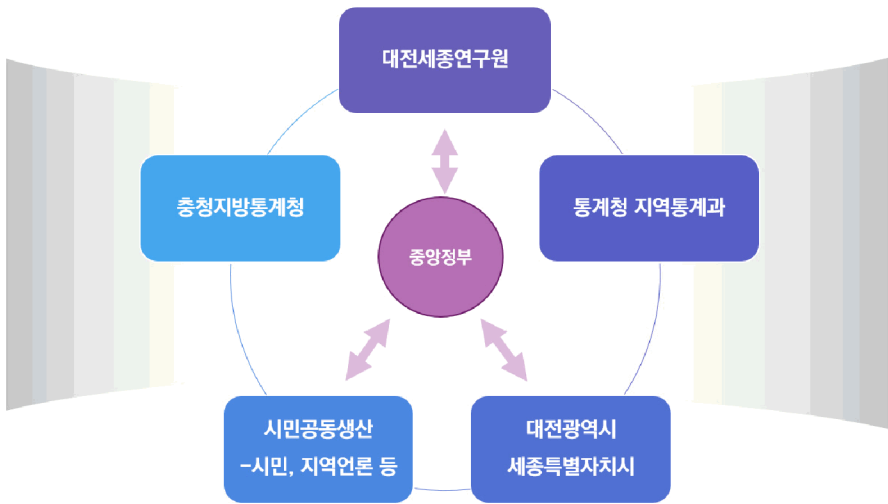 대전세종연구원
충청지방통계청
통계청 지역통계과
중앙정부
시민공동생산
-시민, 지역언론 등
대전광역시
세종특별자치시